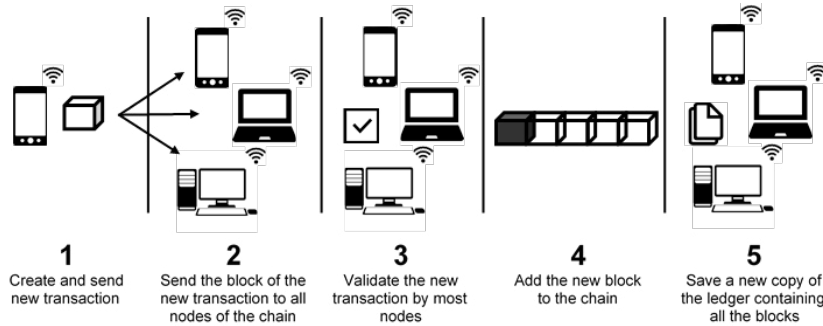 1
Create and send
new transaction
2
Send the block of the
new transaction to all
nodes of the chain
3
Validate the new
transaction by most
nodes
4
Add the new block
to the chain
5
Save a new copy of
the ledger containing
all the blocks